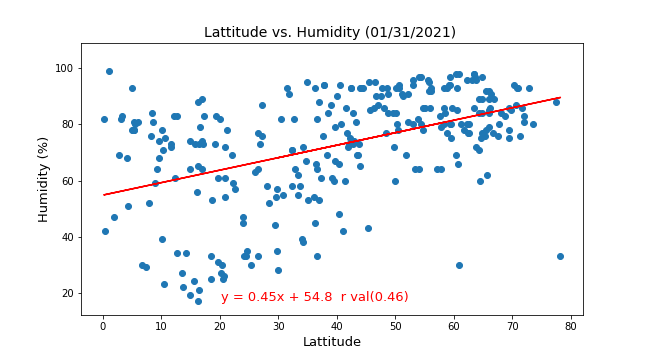 Lattitude vs. Humidity (01/31/2021)
Humidity (%)
100
80
60
40
20
y = 0.45x + 54.8  r val(0.46)
0 10 20 30 40 50 60 70 80
Lattitude